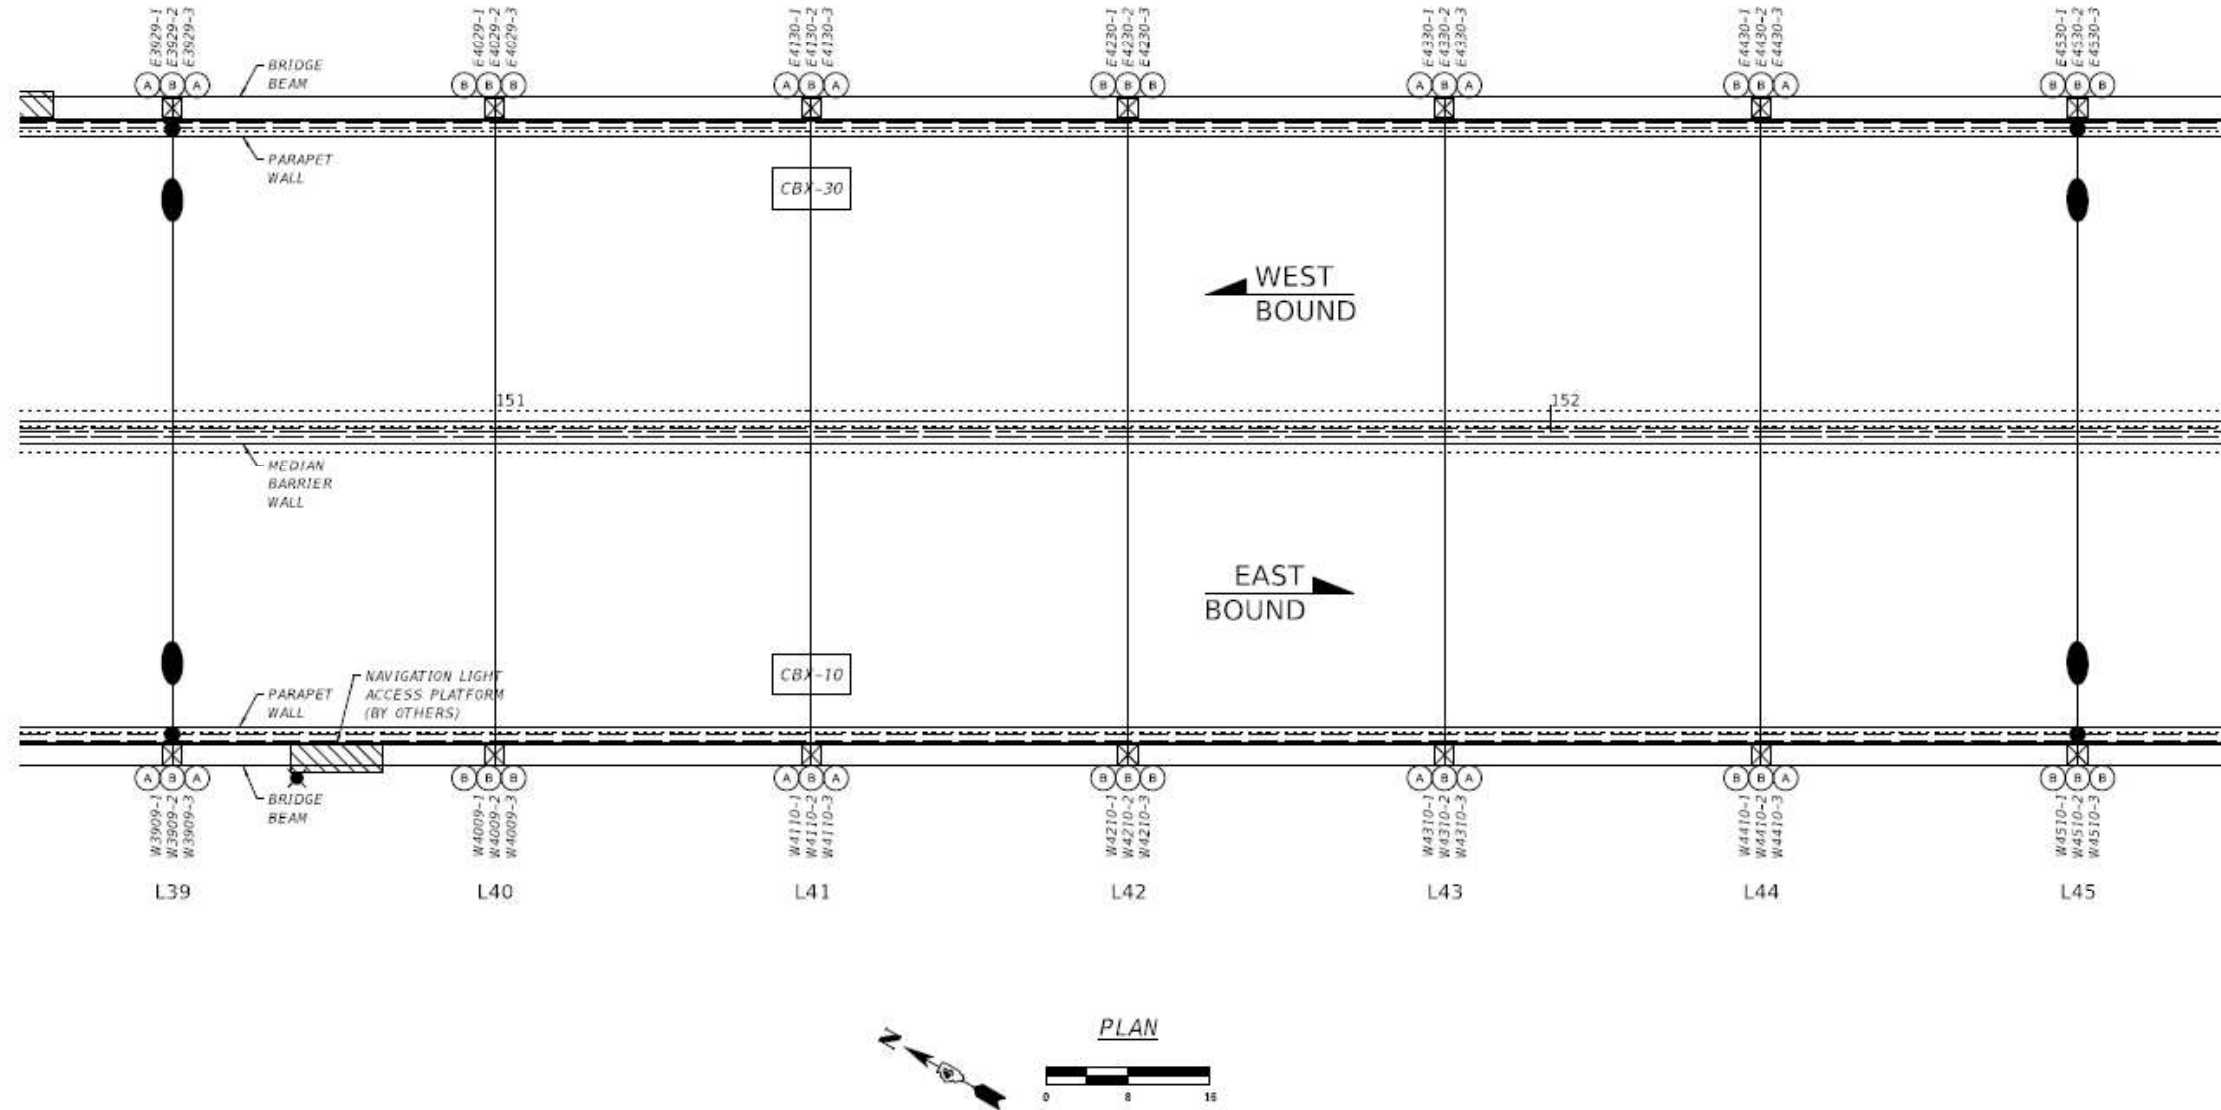 E3929-1
E3929-2
E3929-3
E4029-1
E4029-2
E4029-3
E4130-1
E4130-2
E4130-3
E4230-1
E4230-2
E4230-3
E4330-1
E4330-2
E4330-3
E4430-1
E4430-2
E4430-3
E4530-1
E4530-2
E4530-3
A B A
B B B
A B A
B B B
A B A
B B A
B B B
BRIDGE
BEAM
PARAPET
WALL
CBX-30
WEST
BOUND
151
152
MEDIAN
BARRIER
WALL
EAST
BOUND
NAVIGATION LIGHT
ACCESS PLATFORM
(BY OTHERS)
CBX-10
PARAPET
WALL
A B A
B B B
A B A
B B B
A B A
B B A
B B B
BRIDGE
BEAM
W3909-1
W3909-2
W3909-3
W4009-1
W4009-2
W4009-3
W4110-1
W4110-2
W4110-3
W4210-1
W4210-2
W4210-3
W4310-1
W4310-2
W4310-3
W4410-1
W4410-2
W4410-3
W4510-1
W4510-2
W4510-3
L39
L40
L41
L42
L43
L44
L45
PLAN
N
0 8 16